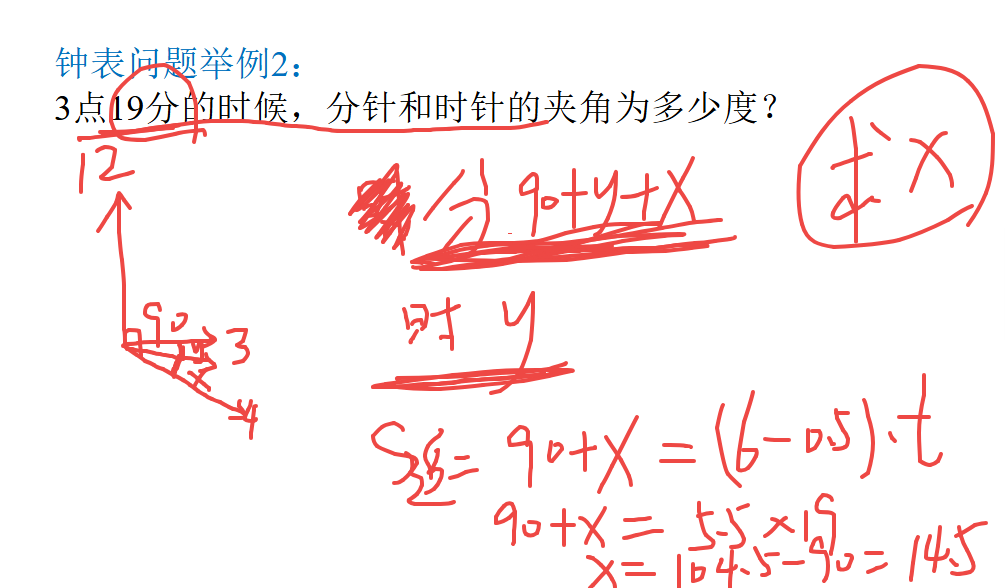 钟表问题举例2：
3点19分的时候，分针和时针的夹角为多少度？
12
分 90+y+x
求 x
时 y
90
3
y
x
4
S追= 90+x=(6-0.5).t
90+x= 5.5×19
x=104.5-90=14.5